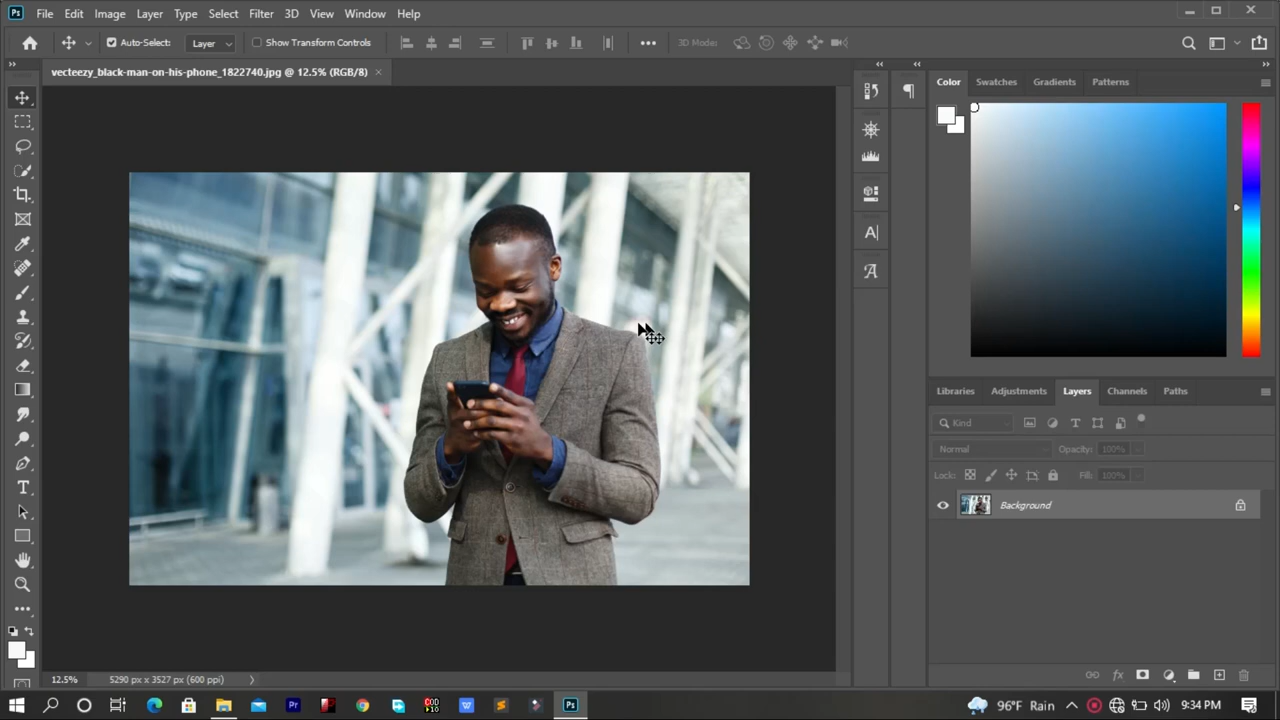 Ps File Edit Image Layer Type Select Filter 3D View Window Help
Auto-Select: Layer Show Transform Controls 3D Mode:
vecteezy_black-man-on-his-phone_1822740.jpg @ 12.5% (RGB/8)
Color Swatches Gradients Patterns
Libraries Adjustments Layers Channels Paths
Kind
Normal Opacity: 100%
Lock: Fill: 100%
Background
12.5% 5290 px x 3527 px (600 ppi)
96°F Rain 9:34 PM